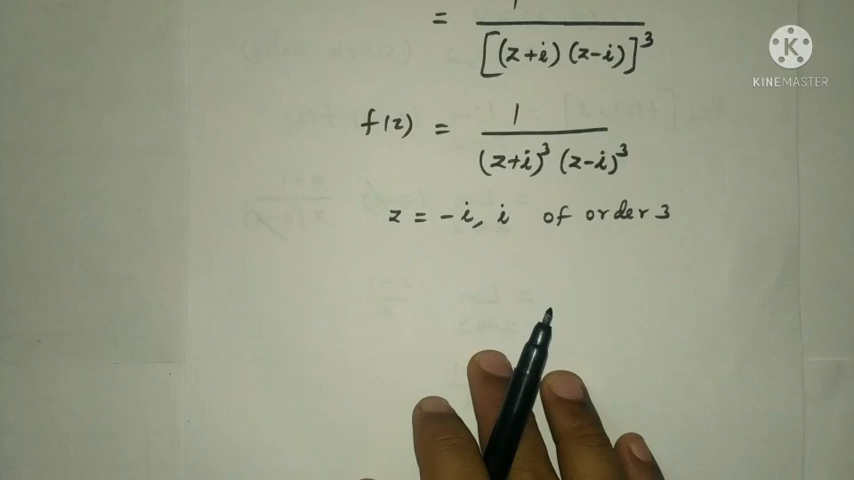 = 1 / [(z+i) (z-i)]^3
K
KINEMASTER
f(z) = 1 / (z+i)^3 (z-i)^3
z = -i, i of order 3